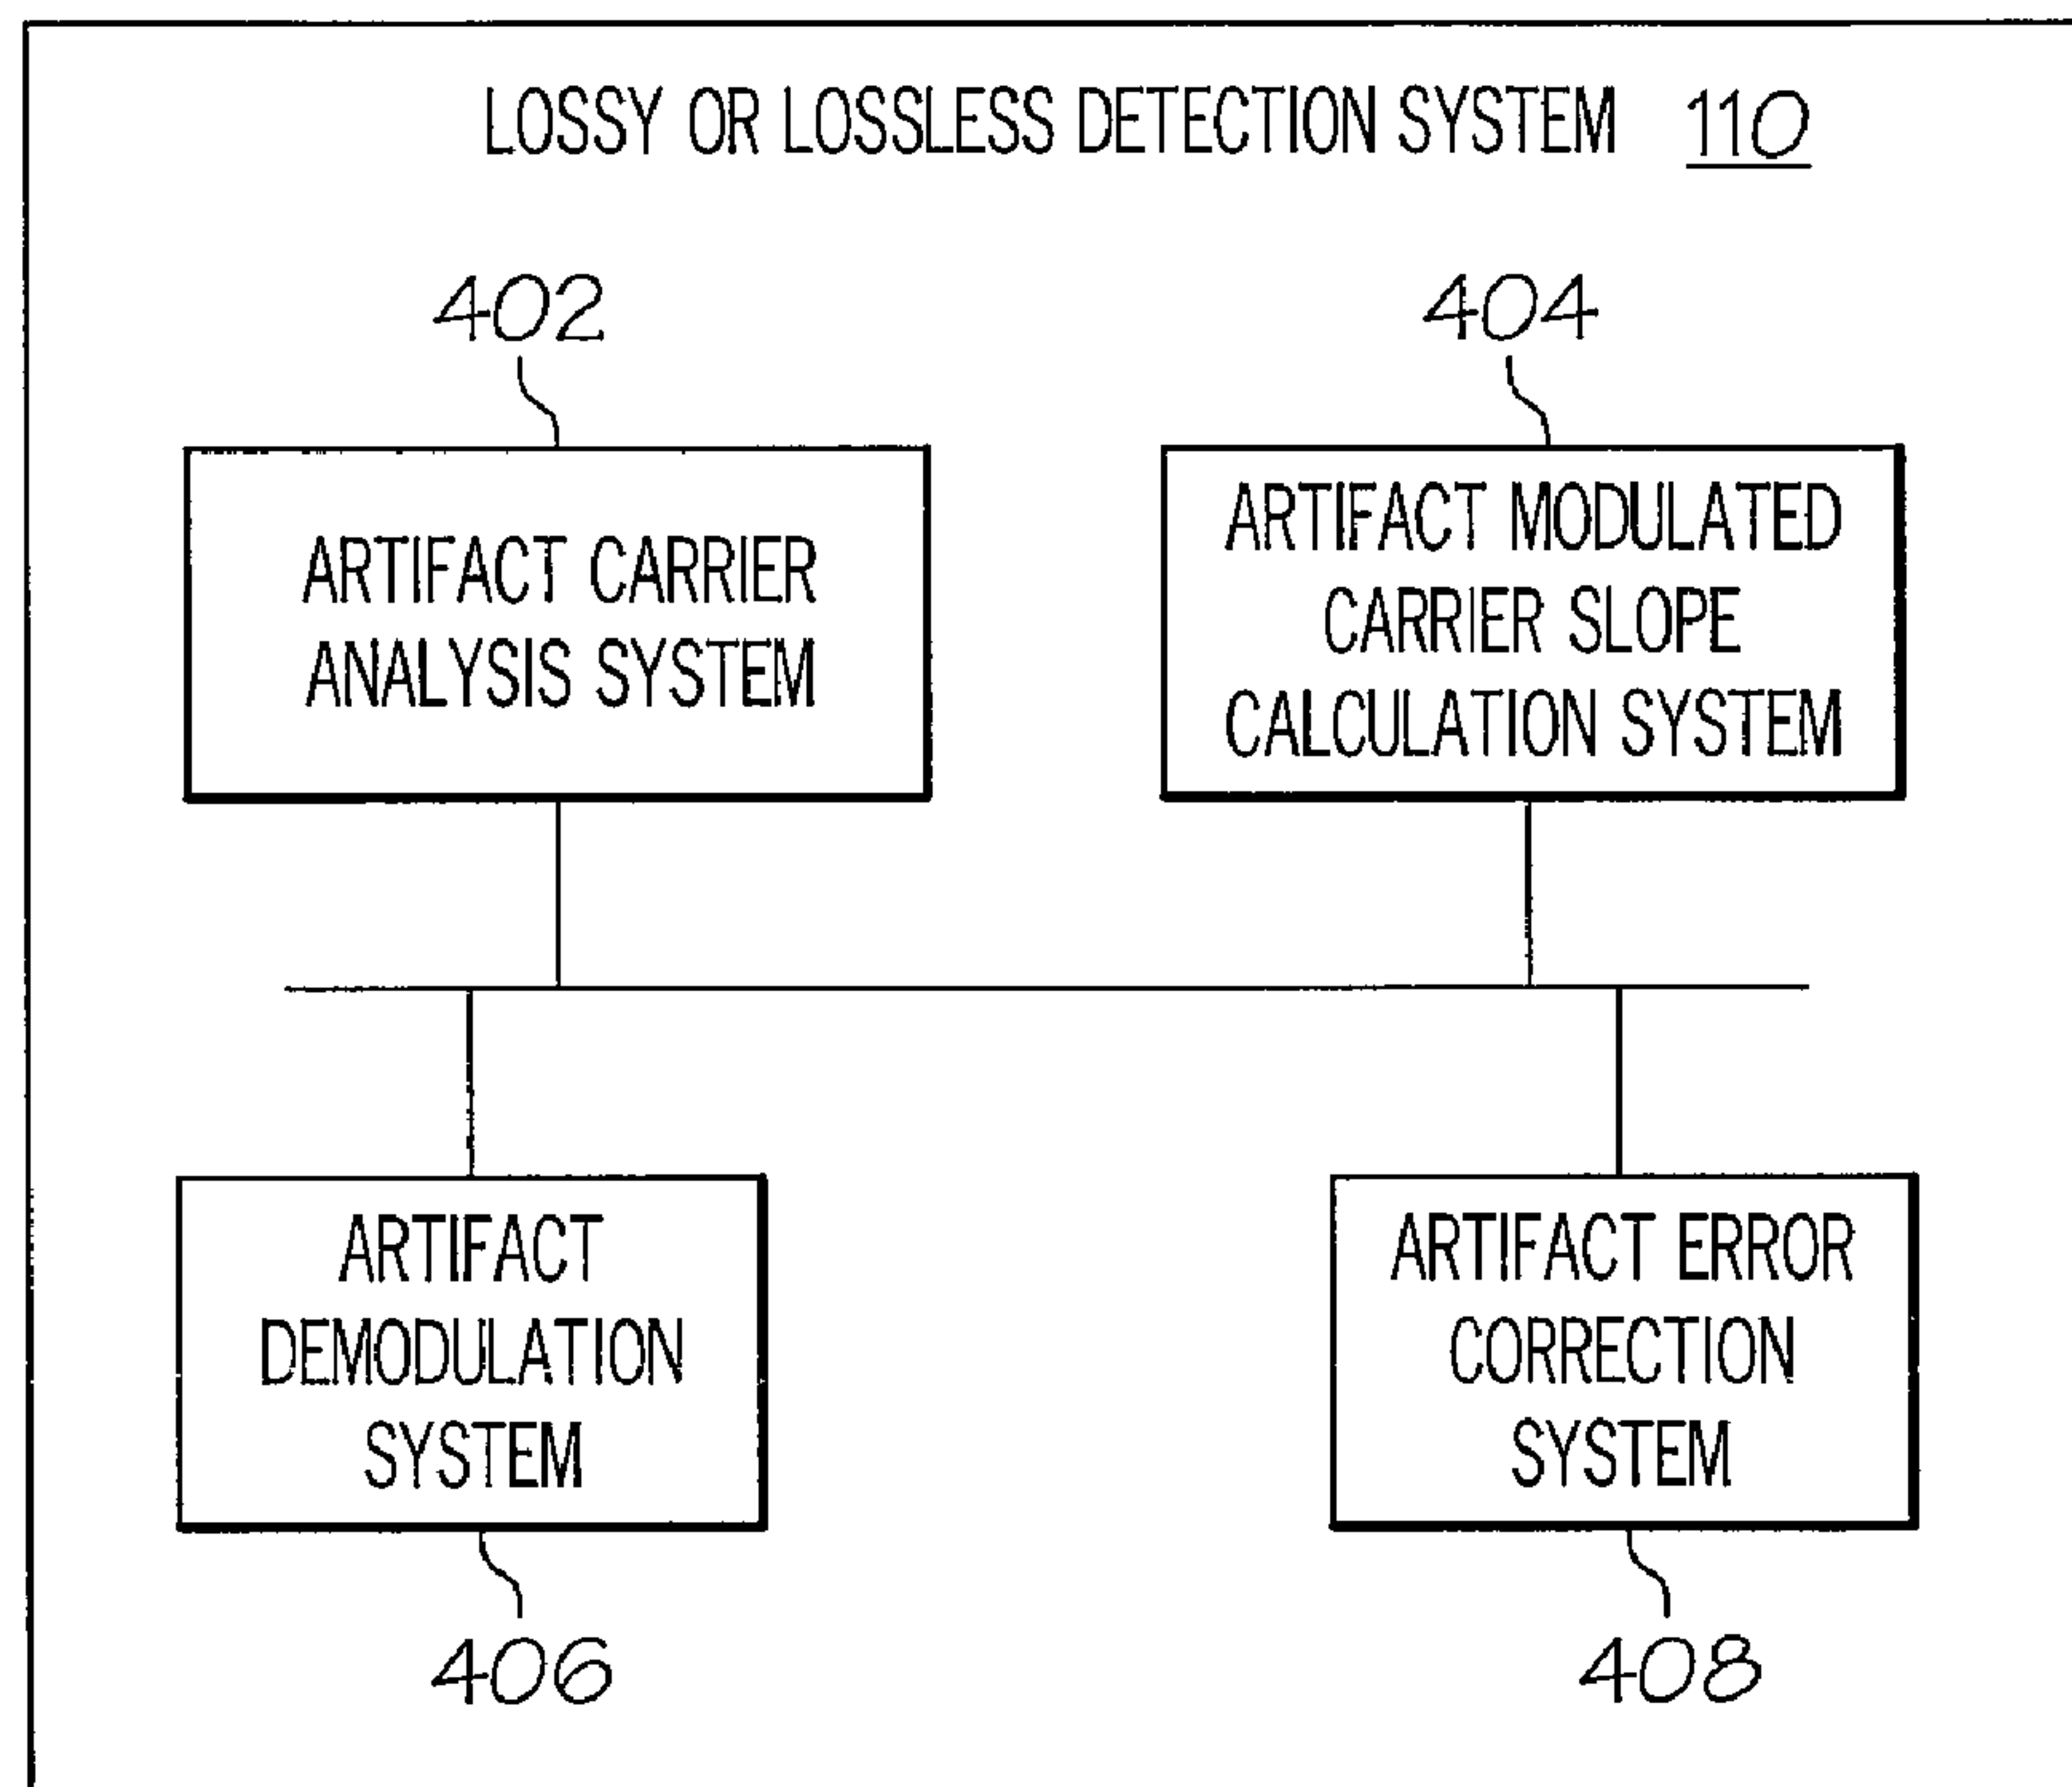 LOSSY OR LOSSLESS DETECTION SYSTEM 110
402
404
ARTIFACT CARRIER
ANALYSIS SYSTEM
ARTIFACT MODULATED
CARRIER SLOPE
CALCULATION SYSTEM
ARTIFACT
DEMODULATION
SYSTEM
ARTIFACT ERROR
CORRECTION
SYSTEM
406
408